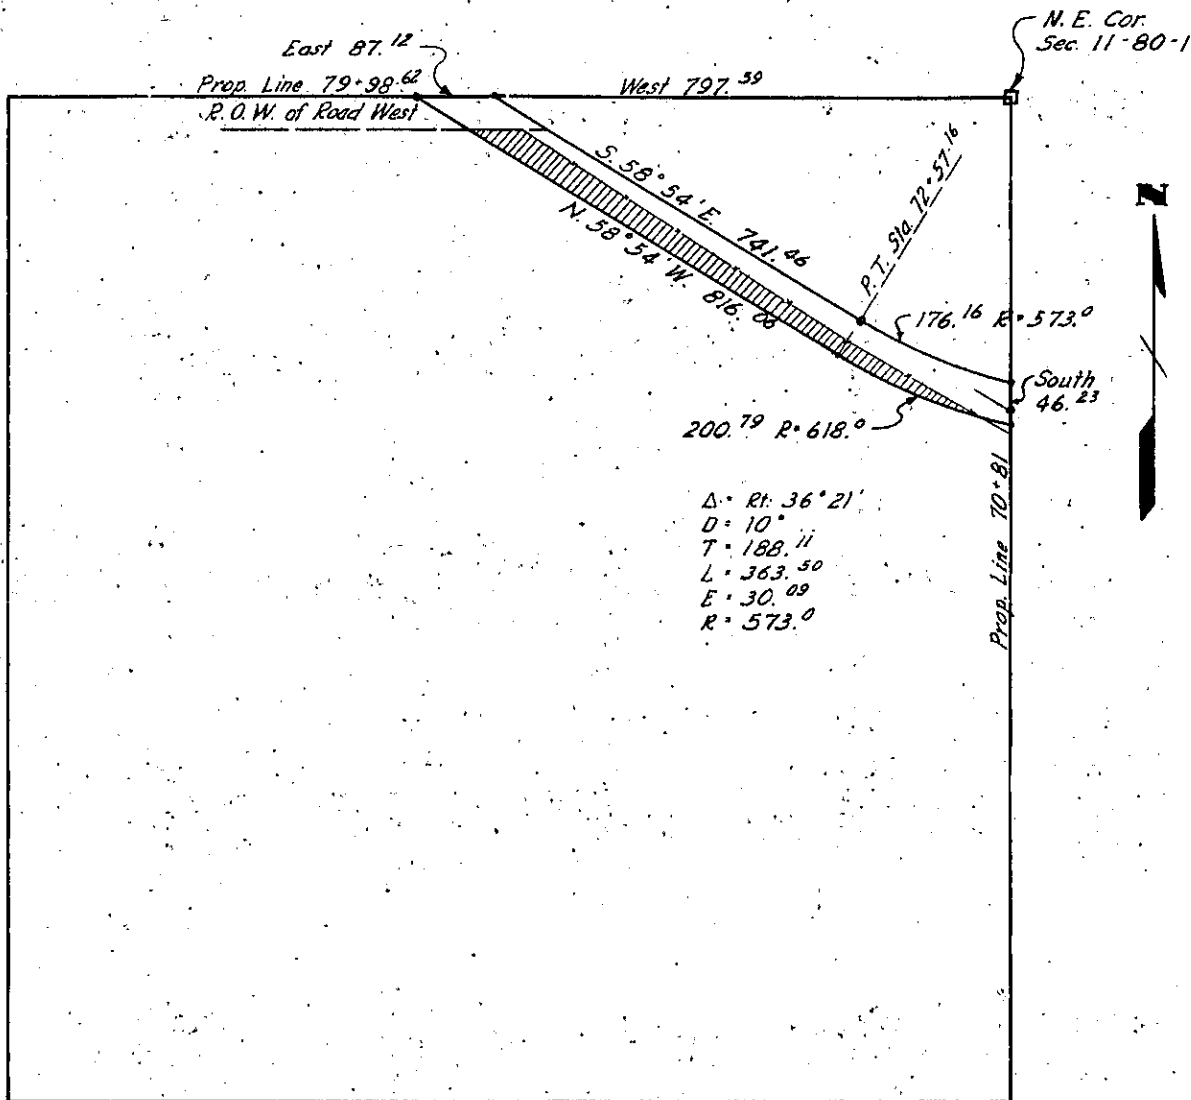 N. E. Cor.
Sec. 11-80-1
East 87.12
Prop. Line 79+98.62
West 797.59
R.O.W. of Road West
S. 58° 54' E. 741.46
N. 58° 54' W. 816.06
P. T. Sta. 72+57.16
176.16 R=573.0
South
46.23
200.79 R=618.0
Δ = Rt. 36° 21'
D = 10°
T = 188.11
L = 363.50
E = 30.09
R = 573.0
Prop. Line 70+81
N